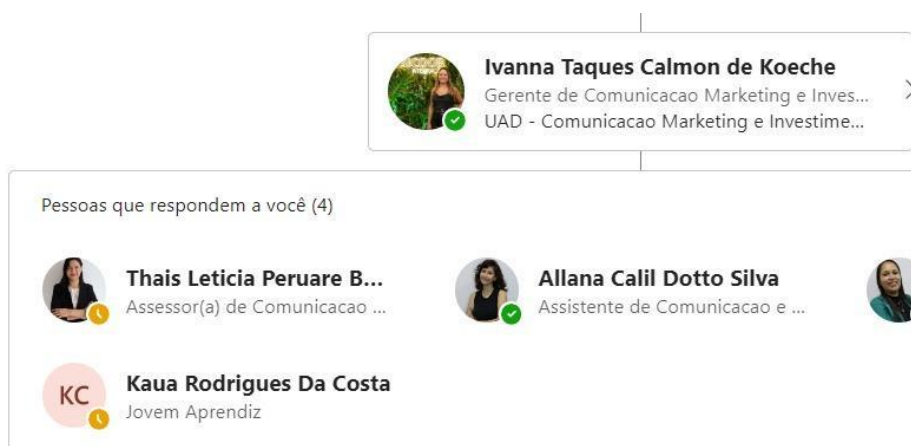 Ivanna Taques Calmon de Koeche
Gerente de Comunicacao Marketing e Inves...
UAD - Comunicacao Marketing e Investime...
Pessoas que respondem a você (4)
Thais Leticia Peruare B...
Assessor(a) de Comunicacao ...
Allana Calil Dotto Silva
Assistente de Comunicacao e ...
KC
Kaua Rodrigues Da Costa
Jovem Aprendiz